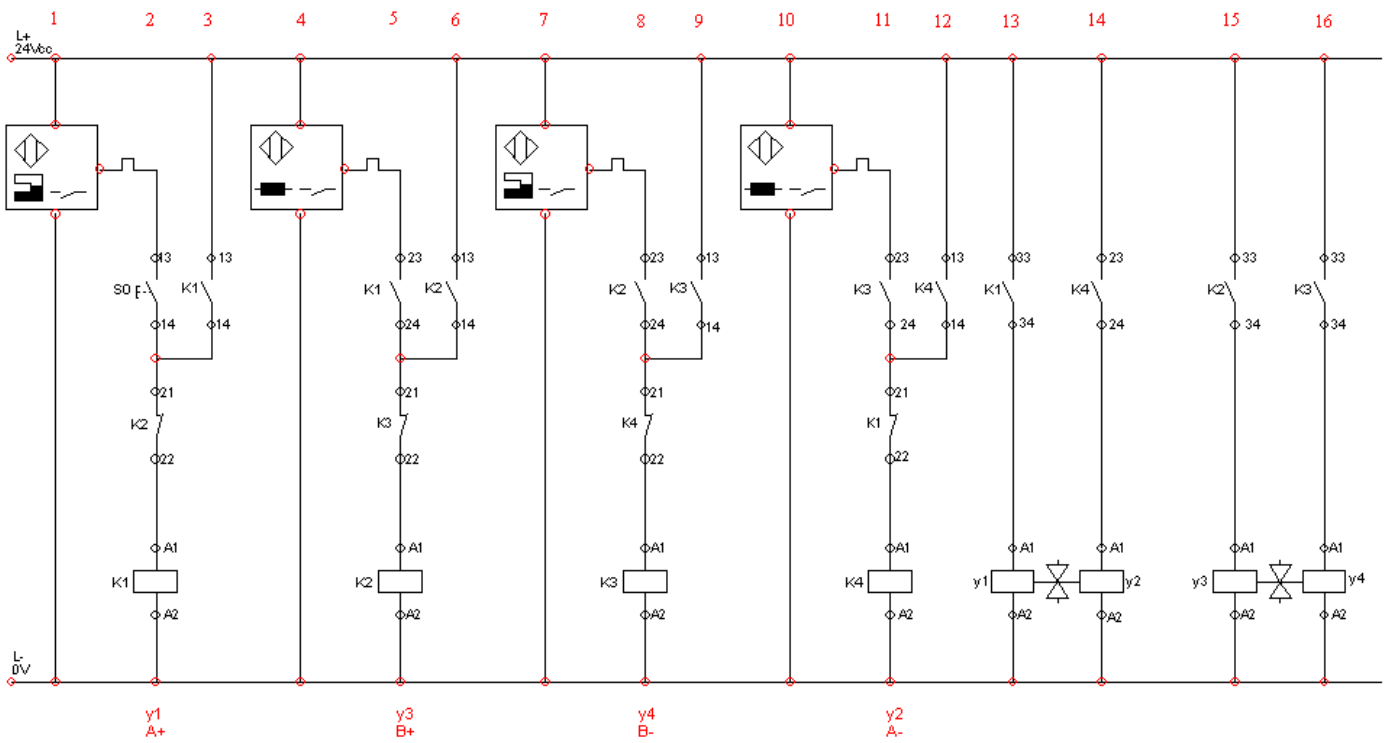 1 2 3 4 5 6 7 8 9 10 11 12 13 14 15 16
L+
24Vcc
13 13 23 13 23 13 23 13 33 23 33 33
S0 K1 K1 K2 K2 K3 K3 K4 K1 K4 K2 K3
14 14 24 14 24 14 24 14 34 24 34 34
21 21 21 21
K2 K3 K4 K1
22 22 22 22
A1 A1 A1 A1 A1 A1 A1 A1
K1 K2 K3 K4 y1 y2 y3 y4
A2 A2 A2 A2 A2 A2 A2 A2
L-
0V
y1 y3 y4 y2
A+ B+ B- A-